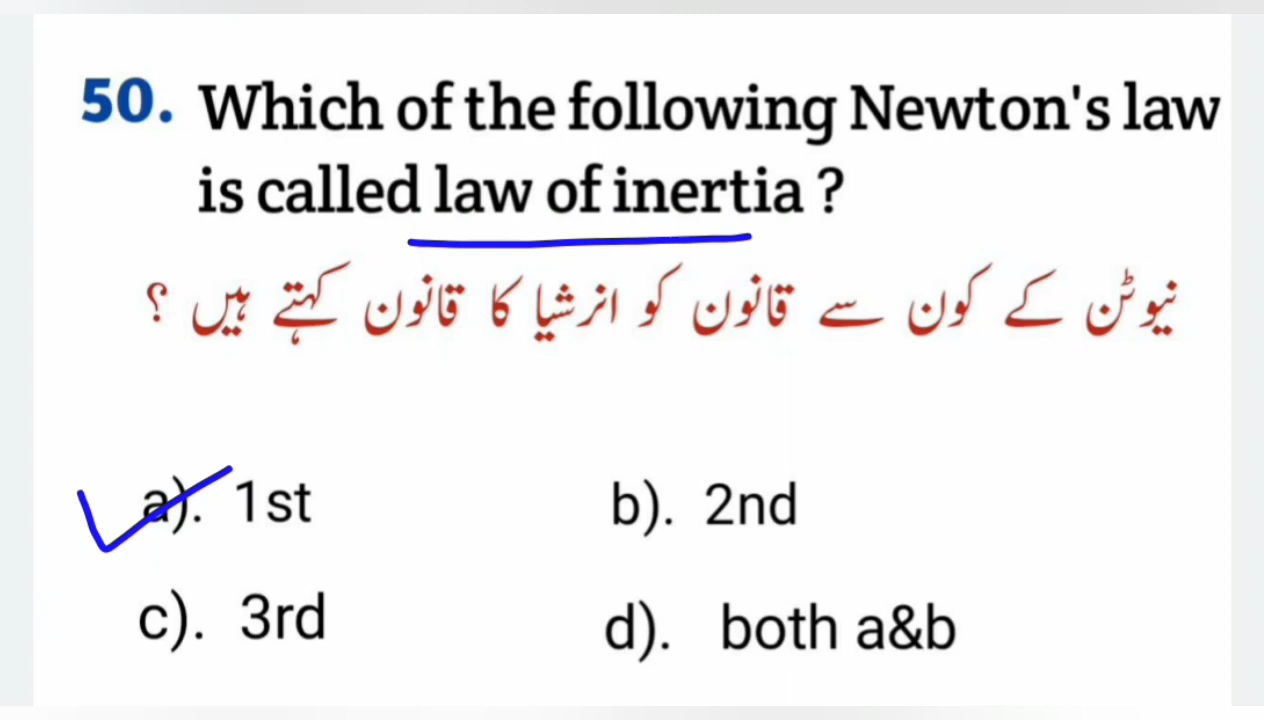 50. Which of the following Newton's law
is called law of inertia ?
نیوٹن کے کون سے قانون کو انرشیا کا قانون کہتے ہیں ؟
a). 1st
b). 2nd
c). 3rd
d). both a&b